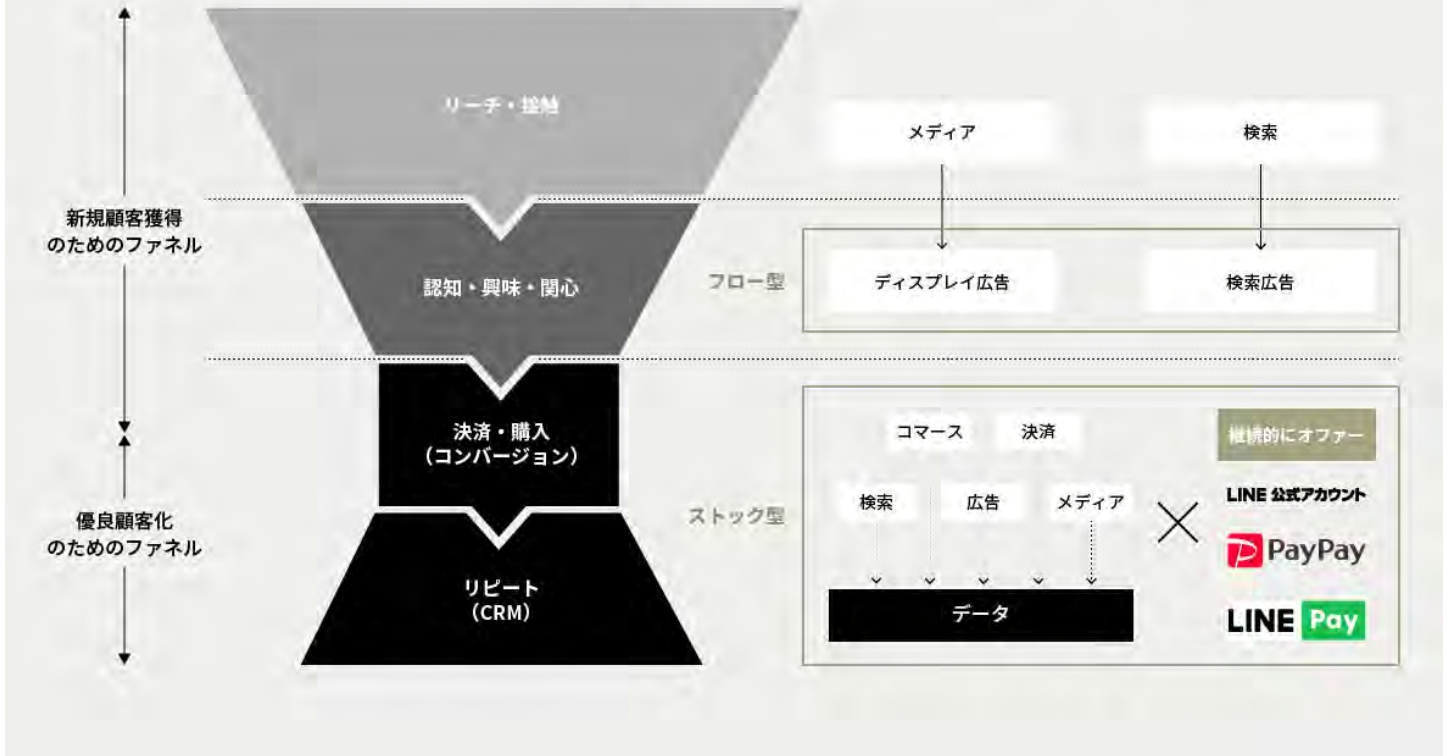 リーチ・接触
メディア
検索
新規顧客獲得
のためのファネル
認知・興味・関心
フロー型
ディスプレイ広告
検索広告
決済・購入
（コンバージョン）
コマース
決済
継続的にオファー
検索
広告
メディア
LINE 公式アカウント
ストック型
優良顧客化
のためのファネル
PayPay
リピート
（CRM）
データ
LINE Pay